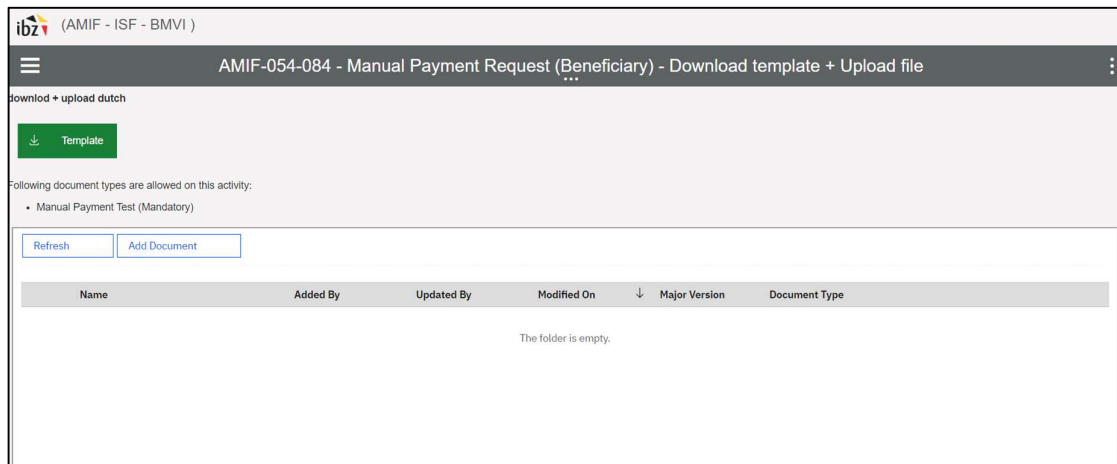 ibz (AMIF - ISF - BMVI )
AMIF-054-084 - Manual Payment Request (Beneficiary) - Download template + Upload file
downlod + upload dutch
Template
Following document types are allowed on this activity:
• Manual Payment Test (Mandatory)
Refresh Add Document
Name Added By Updated By Modified On Major Version Document Type
The folder is empty.